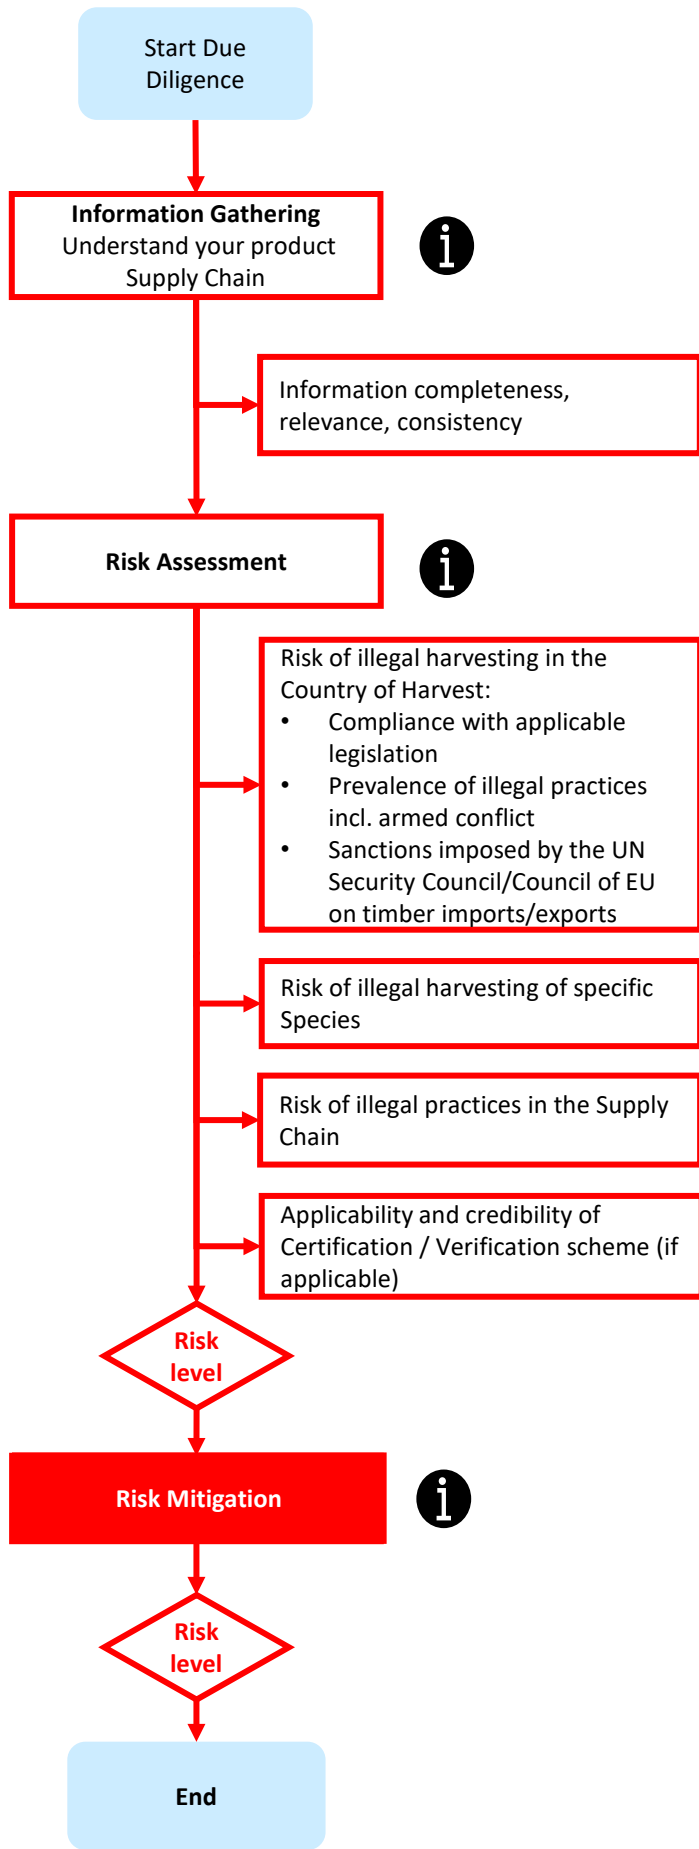 Start Due
Diligence
Information Gathering
Understand your product
Supply Chain
Information completeness,
relevance, consistency
Risk Assessment
Risk of illegal harvesting in the
Country of Harvest:
• Compliance with applicable
legislation
• Prevalence of illegal practices
incl. armed conflict
• Sanctions imposed by the UN
Security Council/Council of EU
on timber imports/exports
Risk of illegal harvesting of specific
Species
Risk of illegal practices in the Supply
Chain
Applicability and credibility of
Certification / Verification scheme (if
applicable)
Risk
level
Risk Mitigation
Risk
level
End